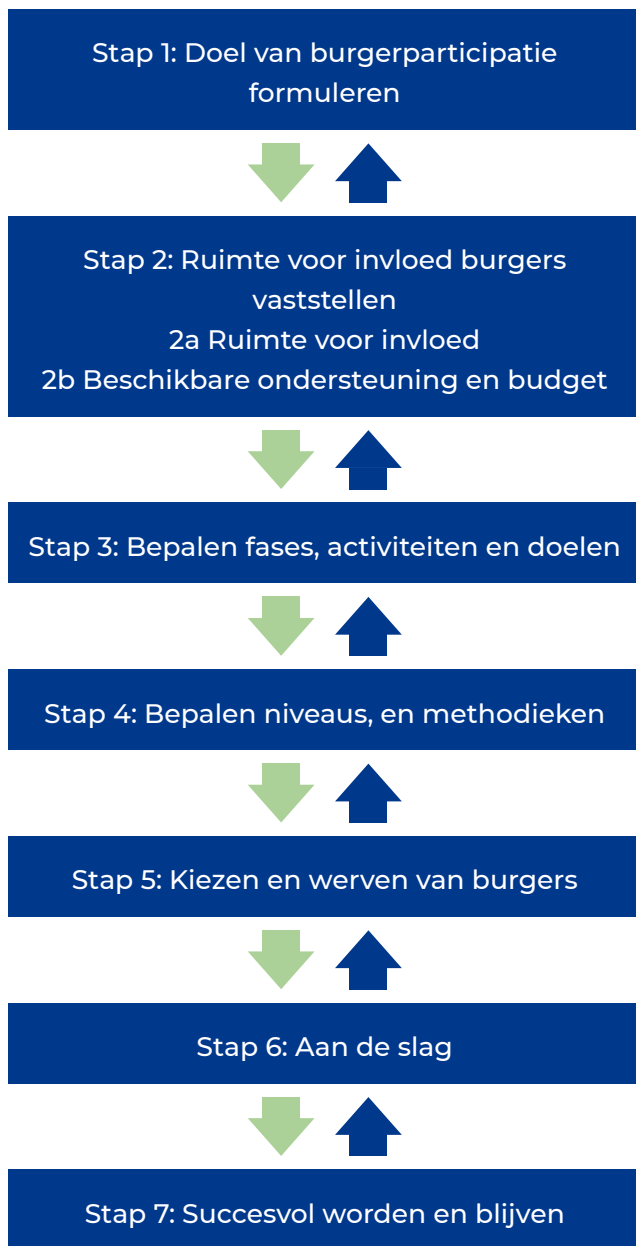 Stap 1: Doel van burgerparticipatie
formuleren
Stap 2: Ruimte voor invloed burgers
vaststellen
2a Ruimte voor invloed
2b Beschikbare ondersteuning en budget
Stap 3: Bepalen fases, activiteiten en doelen
Stap 4: Bepalen niveaus, en methodieken
Stap 5: Kiezen en werven van burgers
Stap 6: Aan de slag
Stap 7: Succesvol worden en blijven